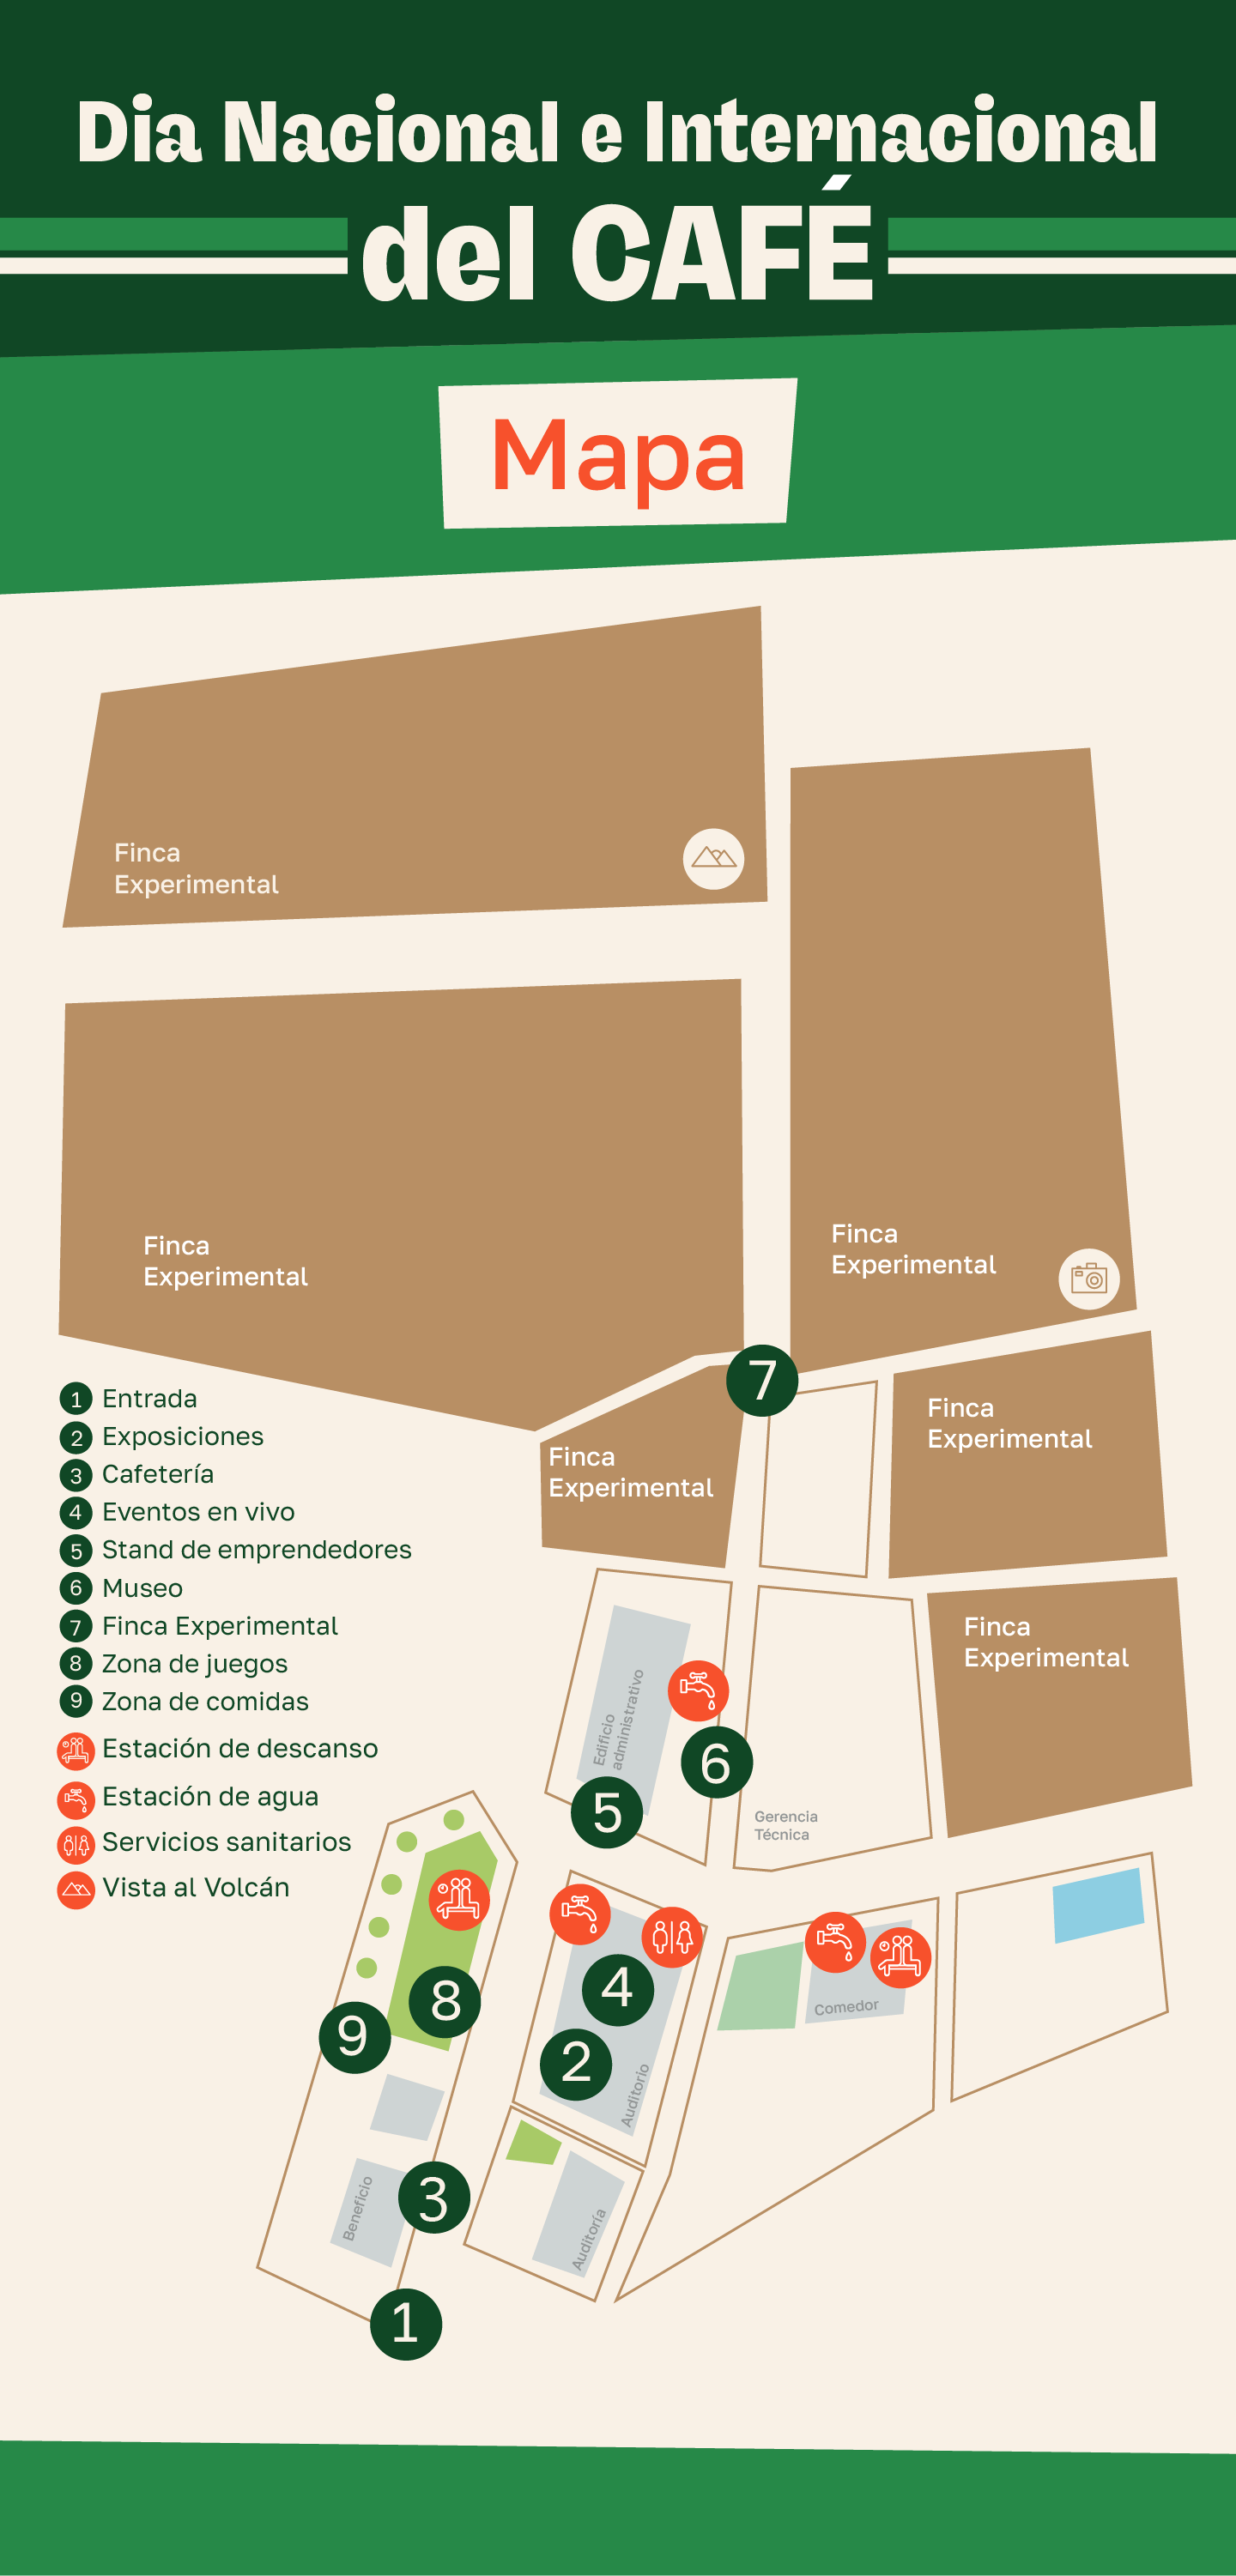 Dia Nacional e Internacional
del CAFÉ
Mapa
Finca
Experimental
Finca
Experimental
Finca
Experimental
7
Finca
Experimental
Finca
Experimental
Finca
Experimental
1 Entrada
2 Exposiciones
3 Cafetería
4 Eventos en vivo
5 Stand de emprendedores
6 Museo
7 Finca Experimental
8 Zona de juegos
9 Zona de comidas
Estación de descanso
Estación de agua
Servicios sanitarios
Vista al Volcán
Edificio
administrativo
6
5
Gerencia
Técnica
4
8
Comedor
9
2
Auditorio
3
Beneficio
Auditoría
1